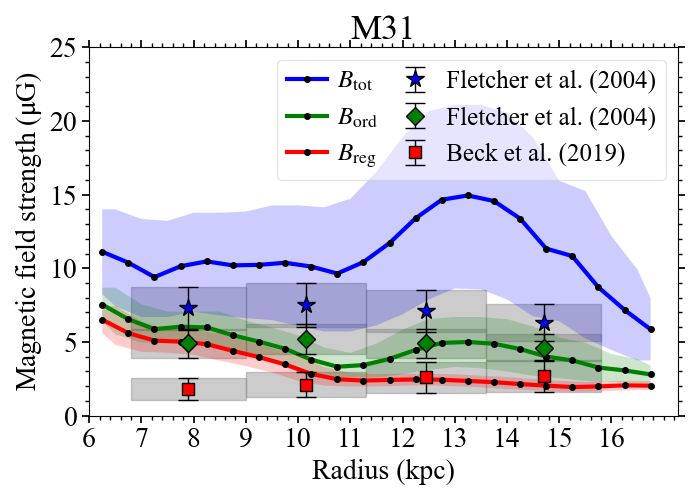 M31
Magnetic field strength (μG)
25
20
15
10
5
0
B_tot
B_ord
B_reg
Fletcher et al. (2004)
Fletcher et al. (2004)
Beck et al. (2019)
6 7 8 9 10 11 12 13 14 15 16
Radius (kpc)